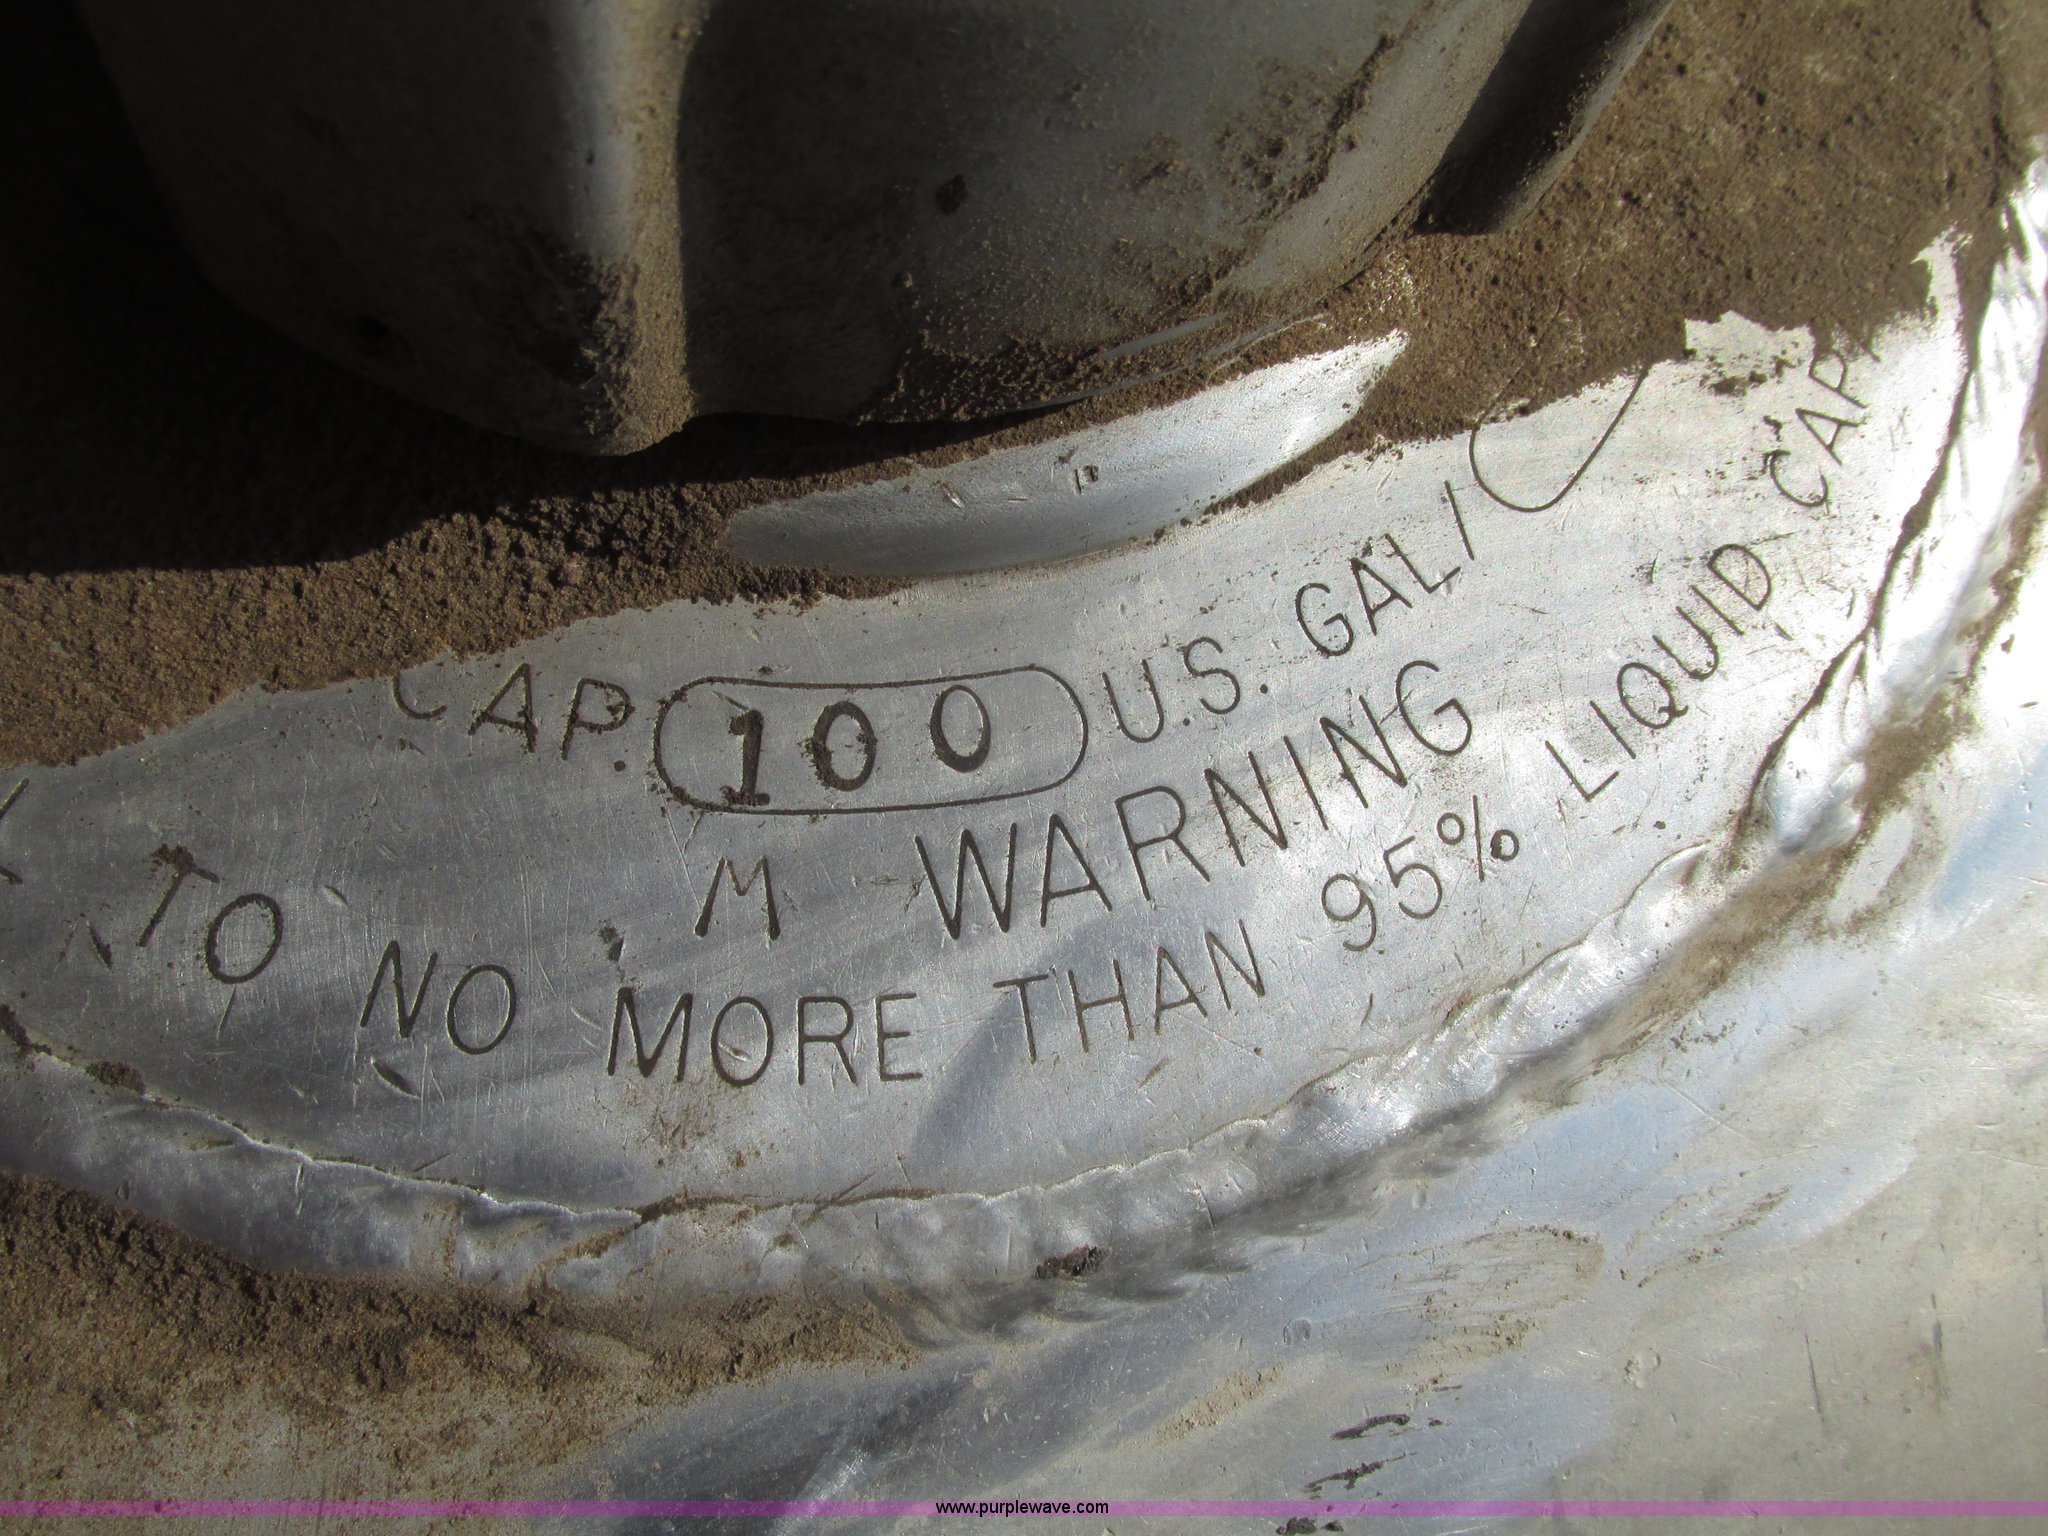 CAP. 100 U.S. GAL
M WARNING
TO NO MORE THAN 95% LIQUID CAP
www.purplewave.com